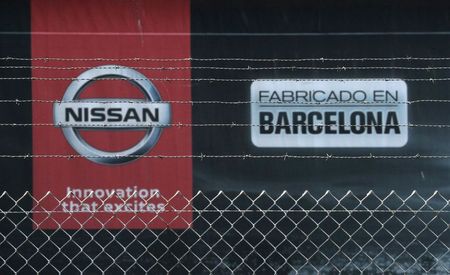 NISSAN
Innovation
that excites
FABRICADO EN
BARCELONA